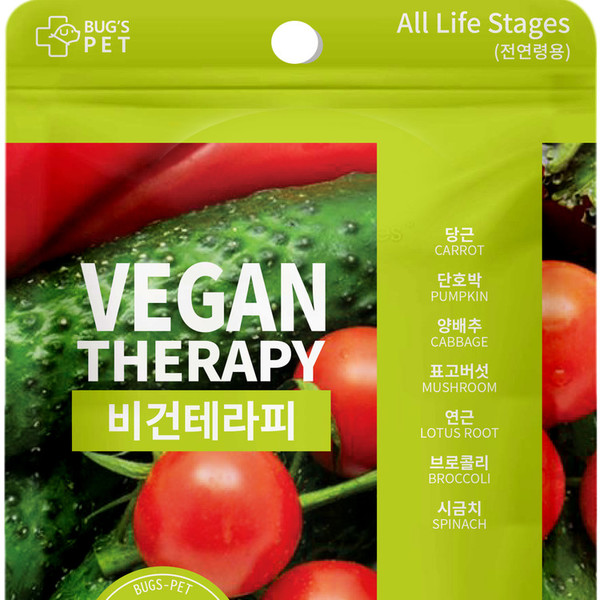 BUG'S
PET
All Life Stages
(전연령용)
VEGAN
THERAPY
비건테라피
당근
CARROT
단호박
PUMPKIN
양배추
CABBAGE
표고버섯
MUSHROOM
연근
LOTUS ROOT
브로콜리
BROCCOLI
시금치
SPINACH
BUGS-PET